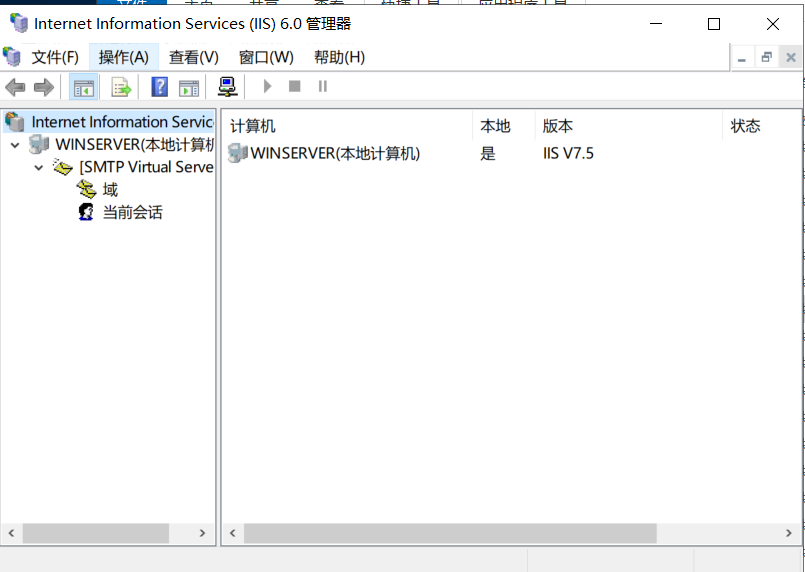 Internet Information Services (IIS) 6.0 管理器
文件(F) 操作(A) 查看(V) 窗口(W) 帮助(H)
Internet Information Servic
WINSERVER(本地计算机
[SMTP Virtual Serve
域
当前会话
计算机 本地 版本 状态
WINSERVER(本地计算机) 是 IIS V7.5